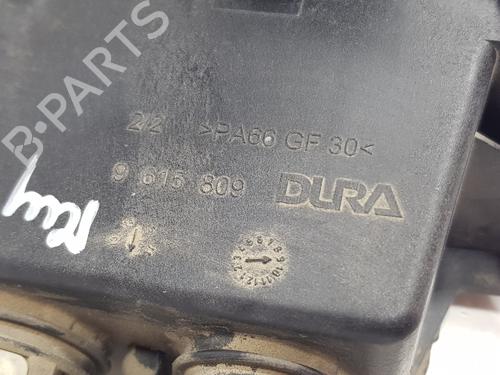 B-PARTS
2/2 >PA66 GF 30<
9 615 809 DURA